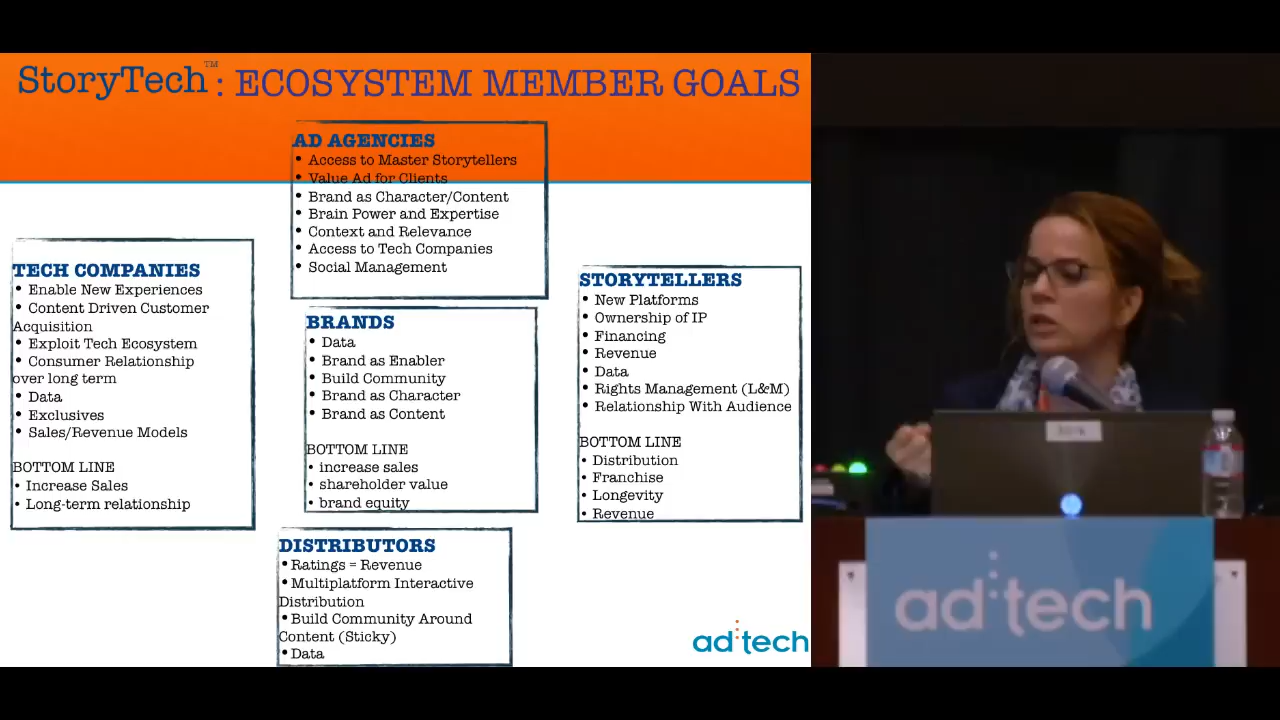 StoryTech™: ECOSYSTEM MEMBER GOALS
AD AGENCIES
• Access to Master Storytellers
• Value Ad for Clients
• Brand as Character/Content
• Brain Power and Expertise
• Context and Relevance
• Access to Tech Companies
• Social Management
TECH COMPANIES
• Enable New Experiences
• Content Driven Customer
Acquisition
• Exploit Tech Ecosystem
• Consumer Relationship
over long term
• Data
• Exclusives
• Sales/Revenue Models
BOTTOM LINE
• Increase Sales
• Long-term relationship
BRANDS
• Data
• Brand as Enabler
• Build Community
• Brand as Character
• Brand as Content
BOTTOM LINE
• increase sales
• shareholder value
• brand equity
STORYTELLERS
• New Platforms
• Ownership of IP
• Financing
• Revenue
• Data
• Rights Management (L&M)
• Relationship With Audience
BOTTOM LINE
• Distribution
• Franchise
• Longevity
• Revenue
DISTRIBUTORS
• Ratings = Revenue
• Multiplatform Interactive
Distribution
• Build Community Around
Content (Sticky)
• Data
ad:tech
ad:tech